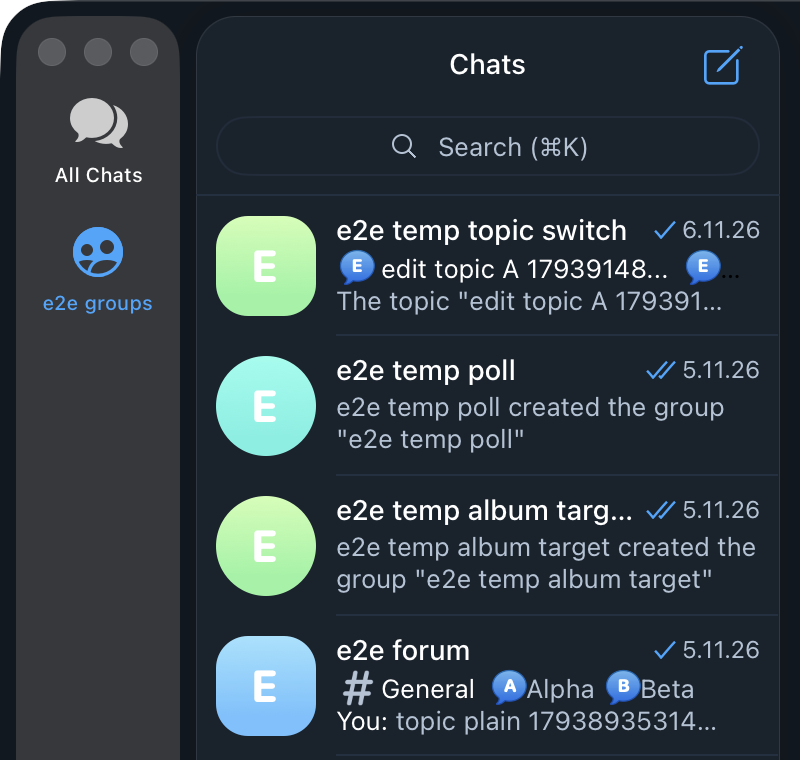 Chats
All Chats
e2e groups
Search (⌘K)
E
e2e temp topic switch 6.11.26
E edit topic A 17939148... E...
The topic "edit topic A 179391...
E
e2e temp poll 5.11.26
e2e temp poll created the group
"e2e temp poll"
E
e2e temp album targ... 5.11.26
e2e temp album target created the
group "e2e temp album target"
E
e2e forum 5.11.26
# General A Alpha B Beta
You: topic plain 17938935314...